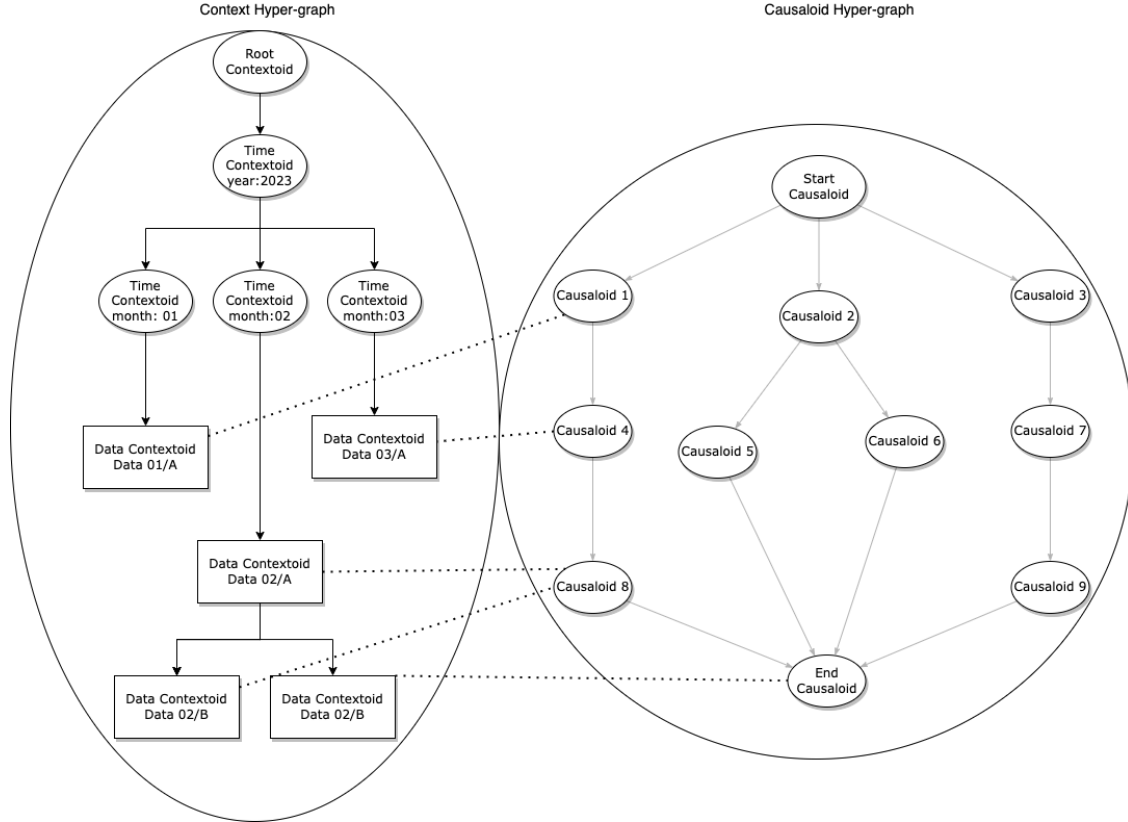 Context Hyper-graph
Causaloid Hyper-graph
Root
Contextoid
Time
Contextoid
year:2023
Time
Contextoid
month: 01
Time
Contextoid
month:02
Time
Contextoid
month:03
Data Contextoid
Data 01/A
Data Contextoid
Data 03/A
Data Contextoid
Data 02/A
Data Contextoid
Data 02/B
Data Contextoid
Data 02/B
Start
Causaloid
Causaloid 1
Causaloid 2
Causaloid 3
Causaloid 4
Causaloid 5
Causaloid 6
Causaloid 7
Causaloid 8
Causaloid 9
End
Causaloid